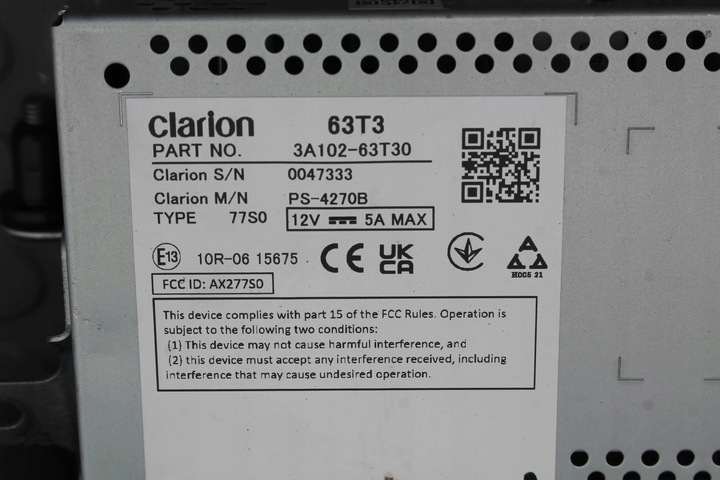 Clarion 63T3
PART NO. 3A102-63T30
Clarion S/N 0047333
Clarion M/N PS-4270B
TYPE 77S0 12V 5A MAX
E13 10R-06 15675 CE UK CA
H005 21
FCC ID: AX277S0
This device complies with part 15 of the FCC Rules. Operation is
subject to the following two conditions:
(1) This device may not cause harmful interference, and
(2) this device must accept any interference received, including
interference that may cause undesired operation.